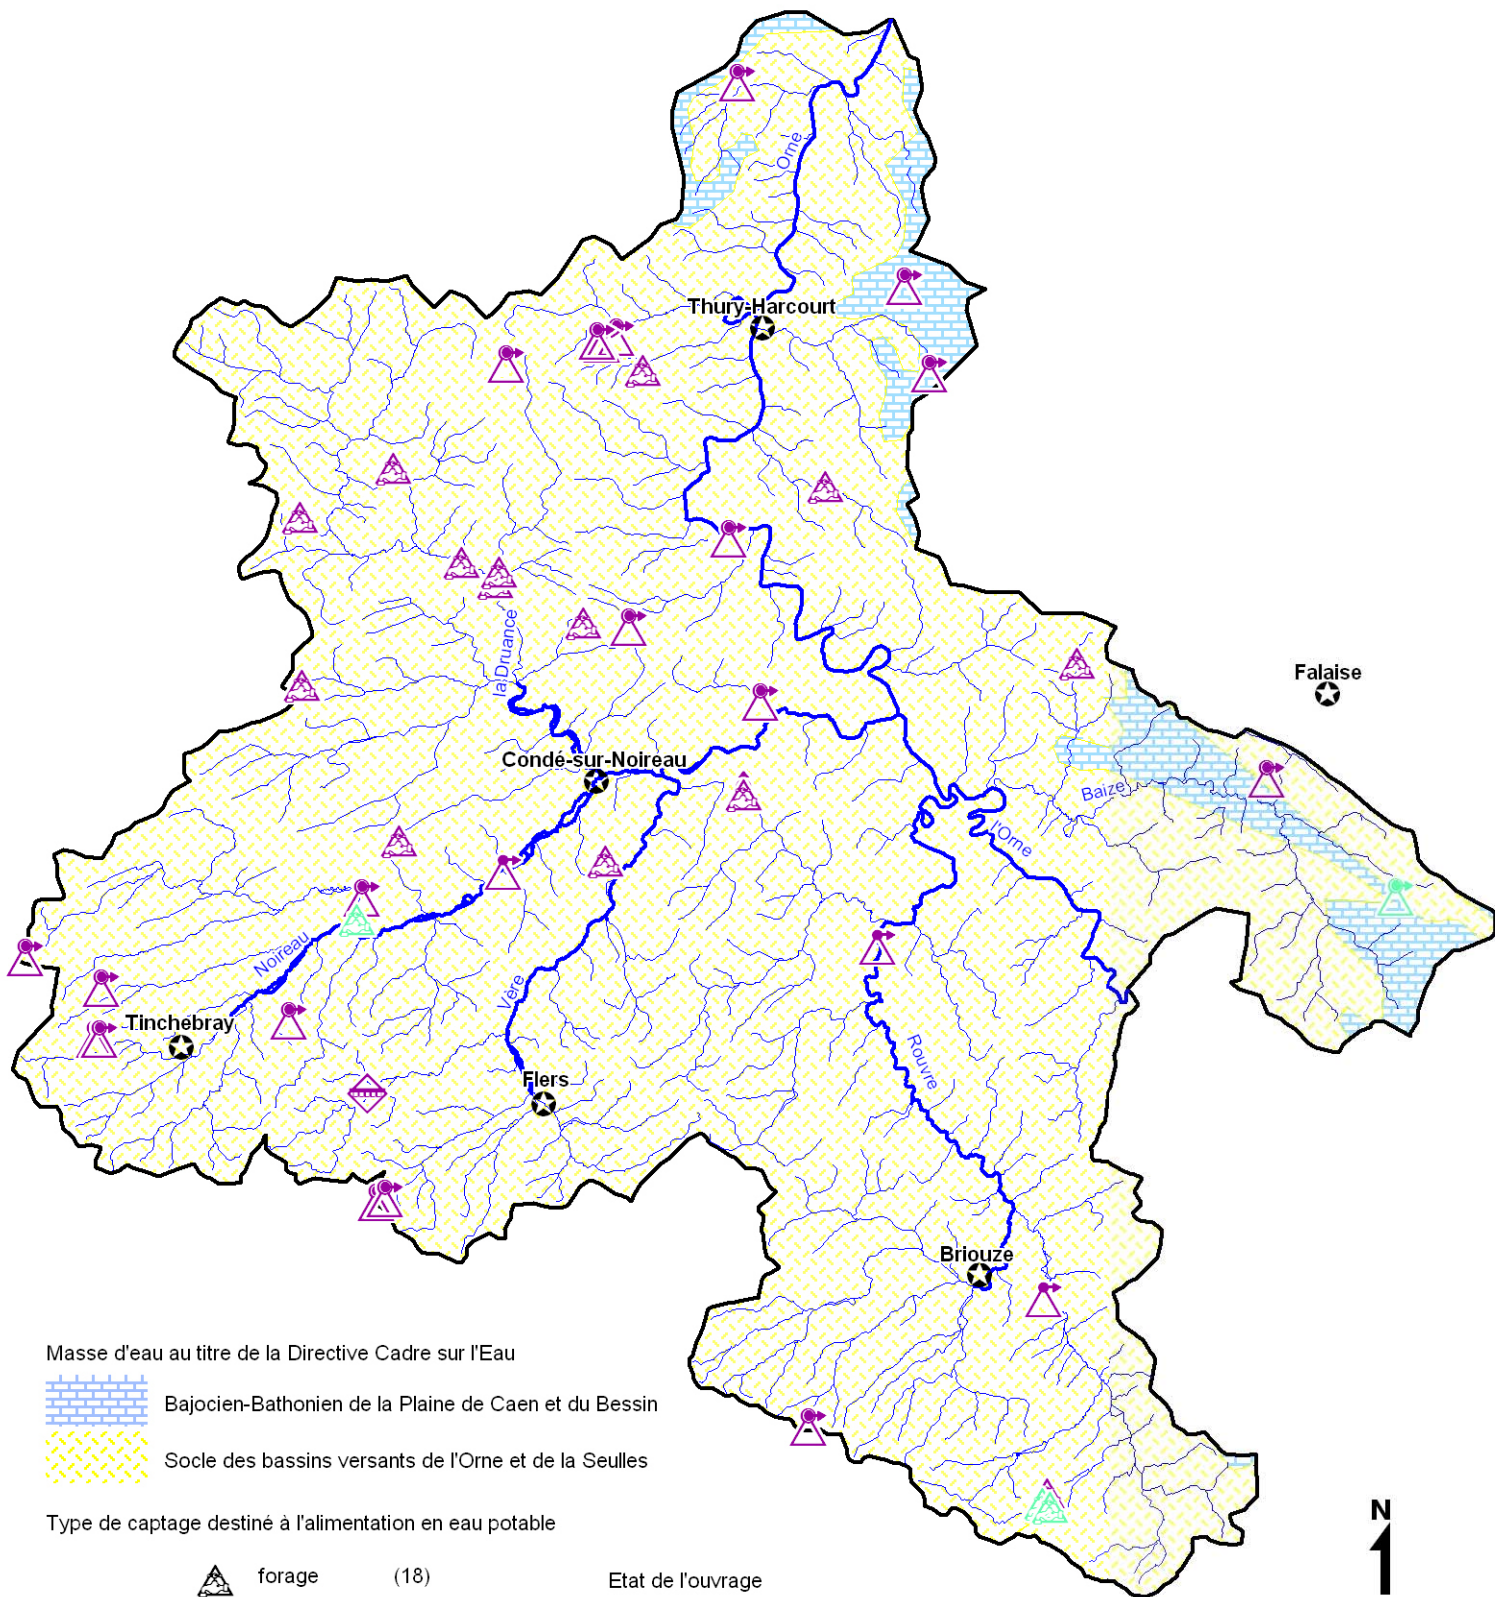 Orne
Thury-Harcourt
la Druance
Falaise
Condé-sur-Noireau
Baize
l'Orne
Noireau
Vère
Tinchebray
Rouvre
Flers
Briouze
Masse d'eau au titre de la Directive Cadre sur l'Eau
Bajocien-Bathonien de la Plaine de Caen et du Bessin
Socle des bassins versants de l'Orne et de la Seulles
N
Type de captage destiné à l'alimentation en eau potable
forage (18)
Etat de l'ouvrage